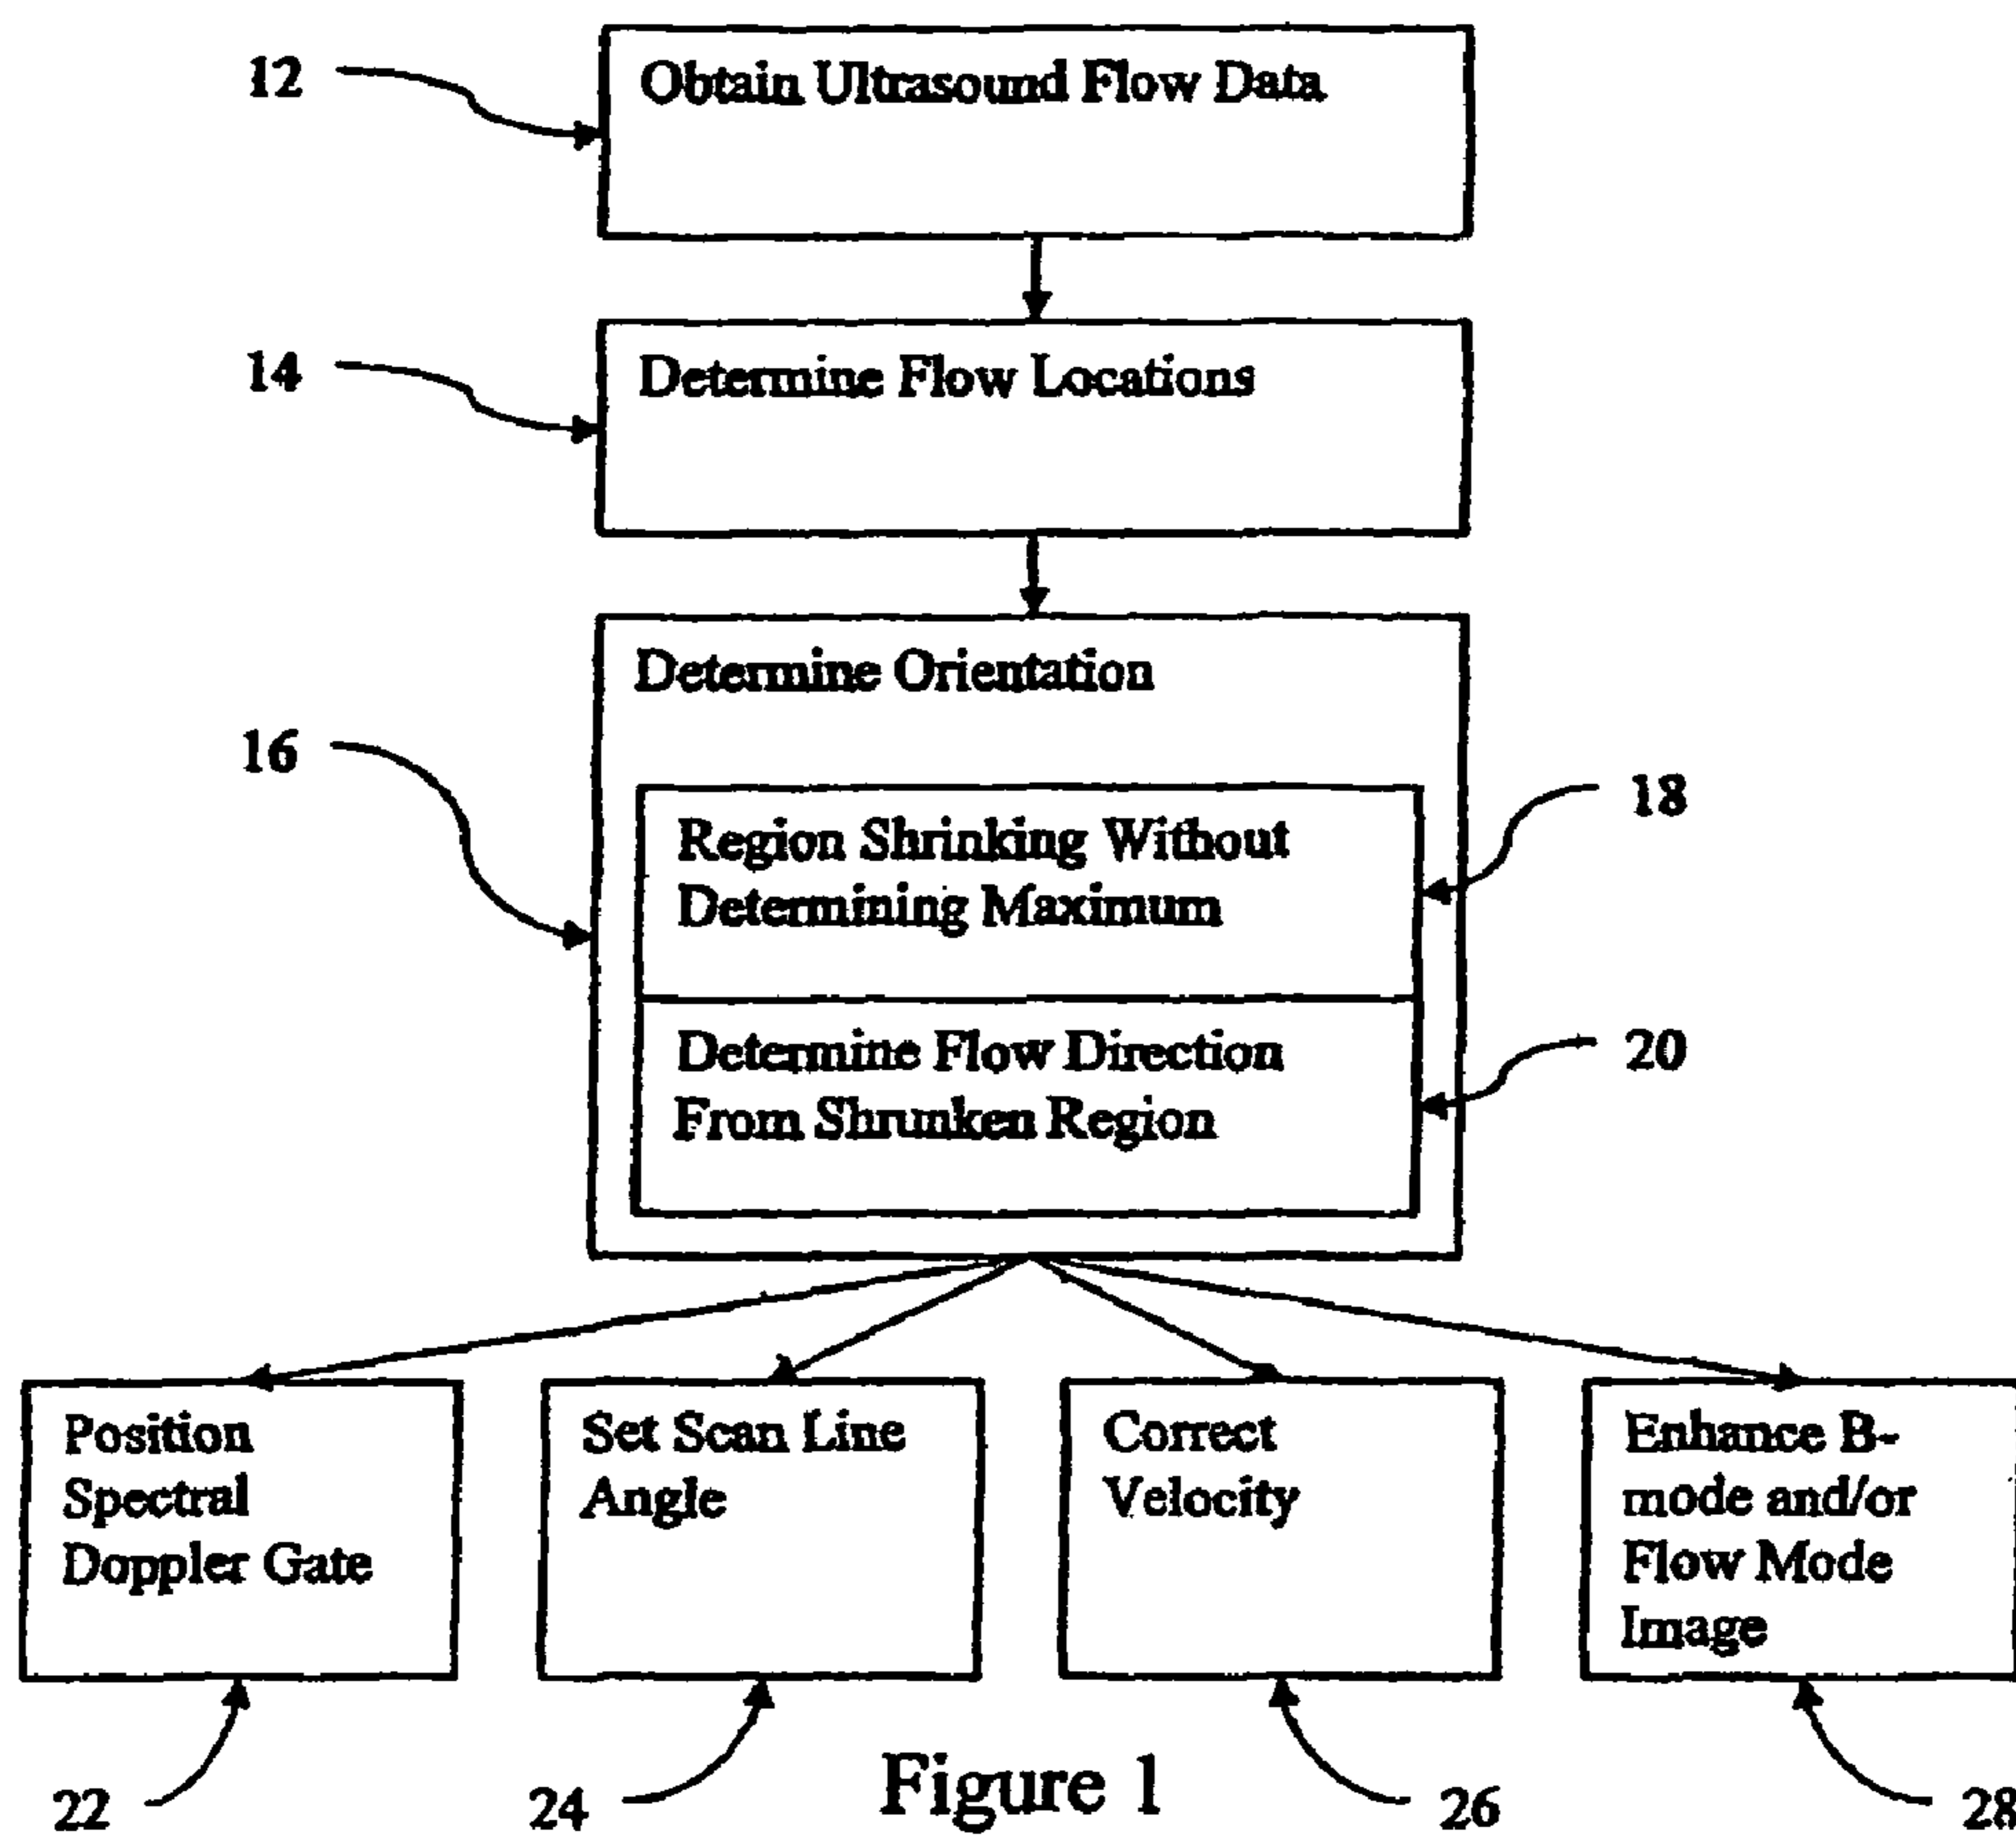 12
Obtain Ultrasound Flow Data
14
Determine Flow Locations
Determine Orientation
16
18
Region Shrinking Without
Determining Maximum
Determine Flow Direction
From Shrunken Region
20
Position
Spectral
Doppler Gate
Set Scan Line
Angle
Correct
Velocity
Enhance B-
mode and/or
Flow Mode
Image
22
24
Figure 1
26
28